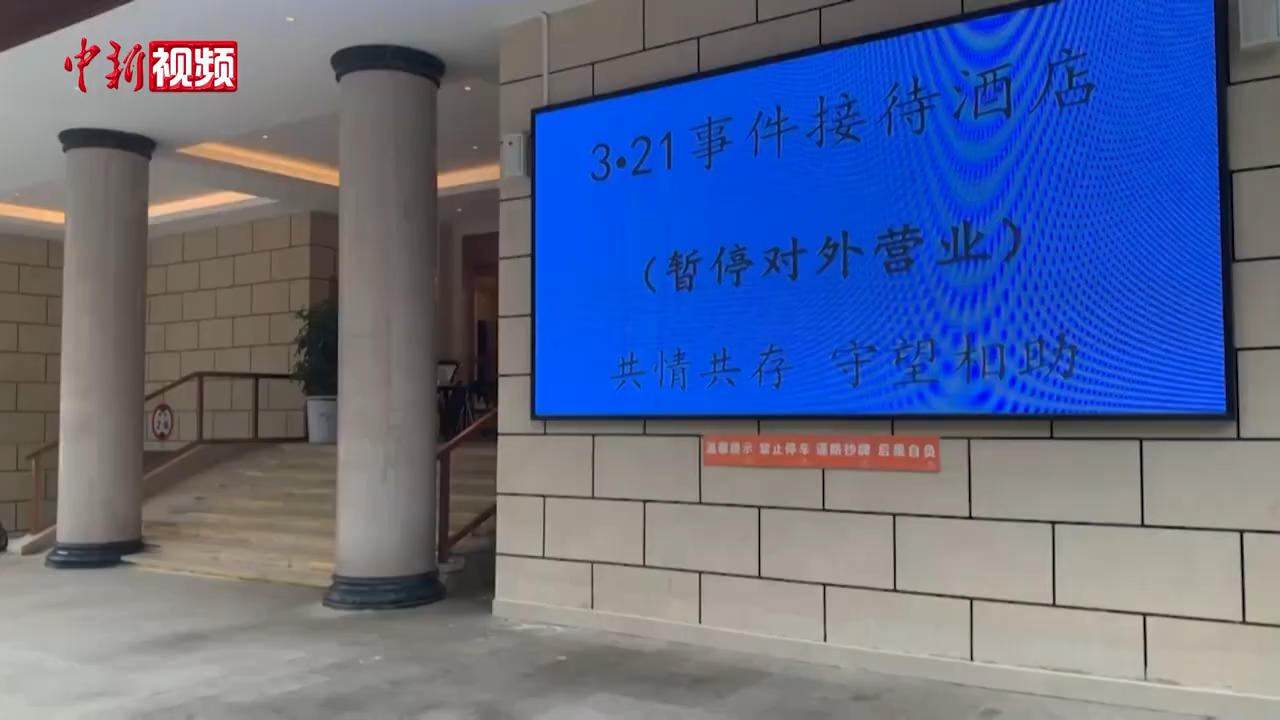 中新视频
3•21事件接待酒店
（暂停对外营业）
共情共存 守望相助
温馨提示 禁止停车 谨防抄牌 后果自负